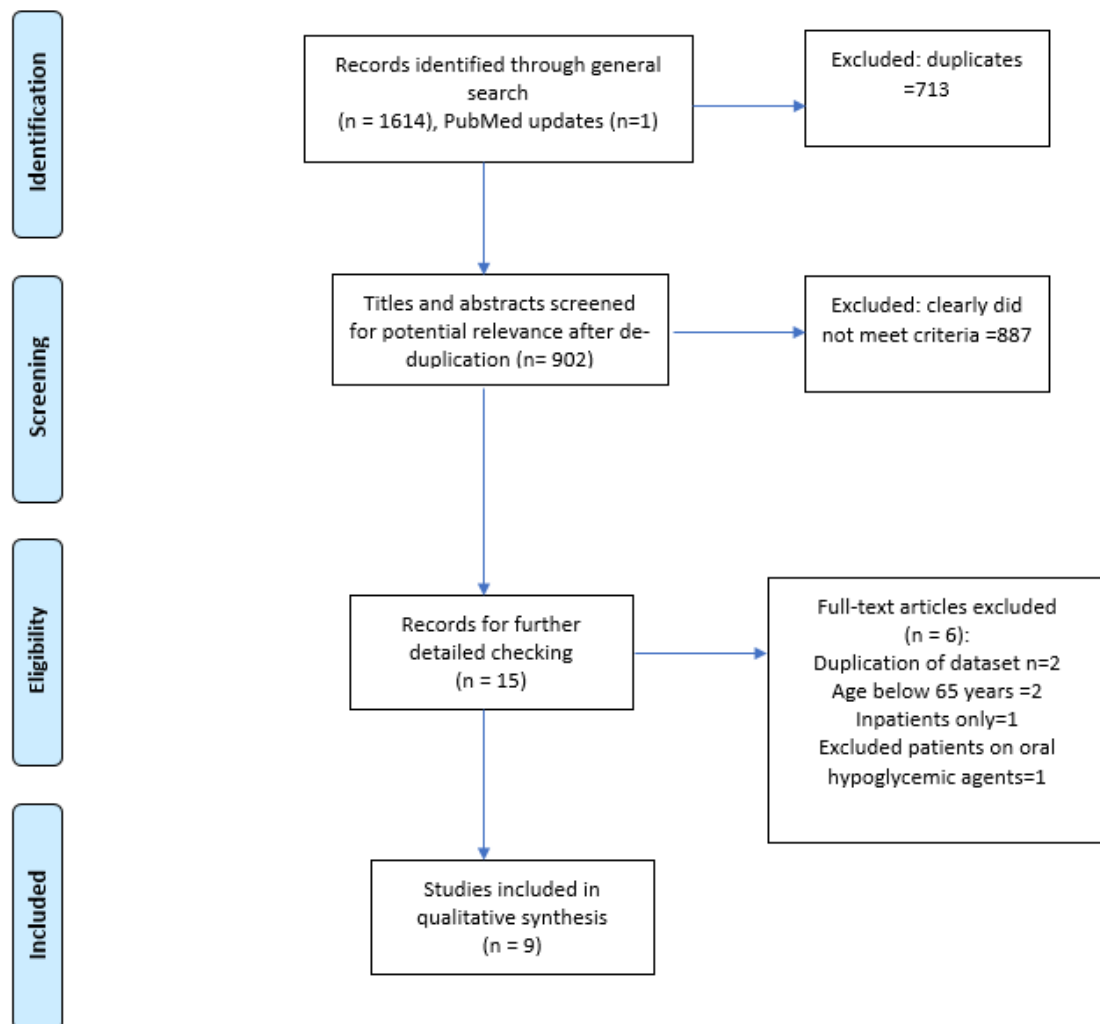 Identification
Records identified through general
search
(n = 1614), PubMed updates (n=1)
Excluded: duplicates
=713
Screening
Titles and abstracts screened
for potential relevance after de-
duplication (n= 902)
Excluded: clearly did
not meet criteria =887
Eligibility
Records for further
detailed checking
(n = 15)
Full-text articles excluded
(n = 6):
Duplication of dataset n=2
Age below 65 years =2
Inpatients only=1
Excluded patients on oral
hypoglycemic agents=1
Included
Studies included in
qualitative synthesis
(n = 9)